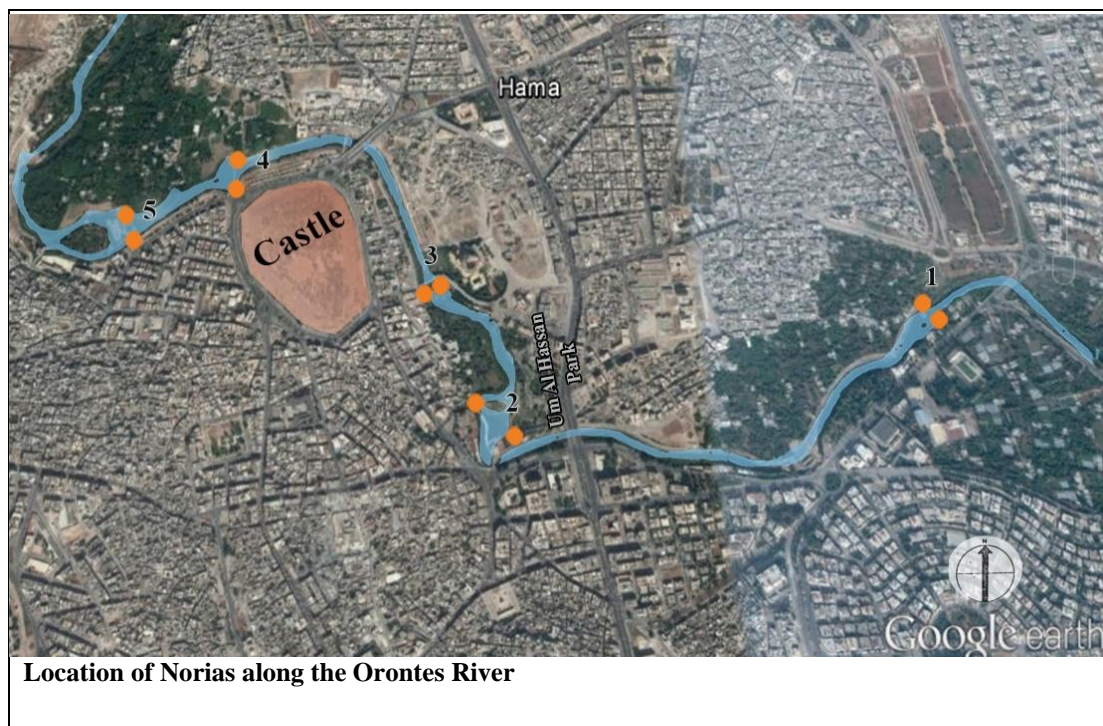 Hama
4
5
Castle
3
1
Um Al Hassan
Park
2
N
Google earth
Location of Norias along the Orontes River